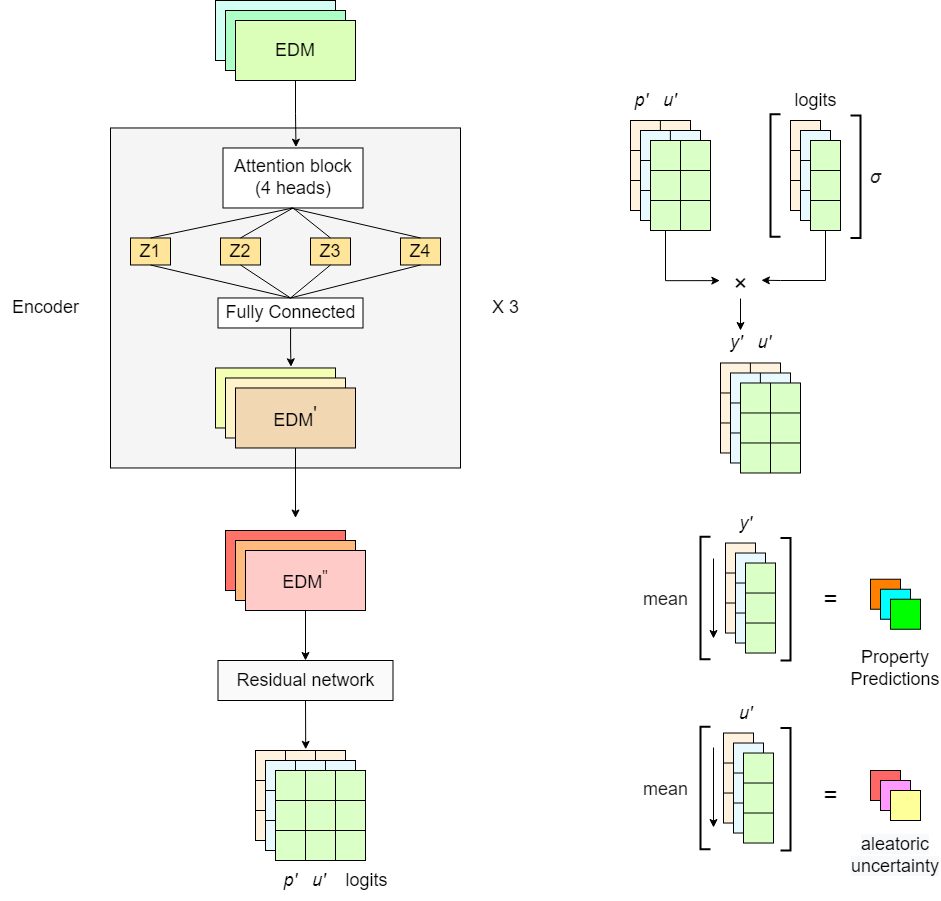 EDM
Attention block
(4 heads)
Z1 Z2 Z3 Z4
Fully Connected
EDM'
Encoder
X 3
EDM"
Residual network
p' u' logits
p' u'
logits
σ
×
y' u'
y'
mean
=
Property
Predictions
u'
mean
=
aleatoric
uncertainty